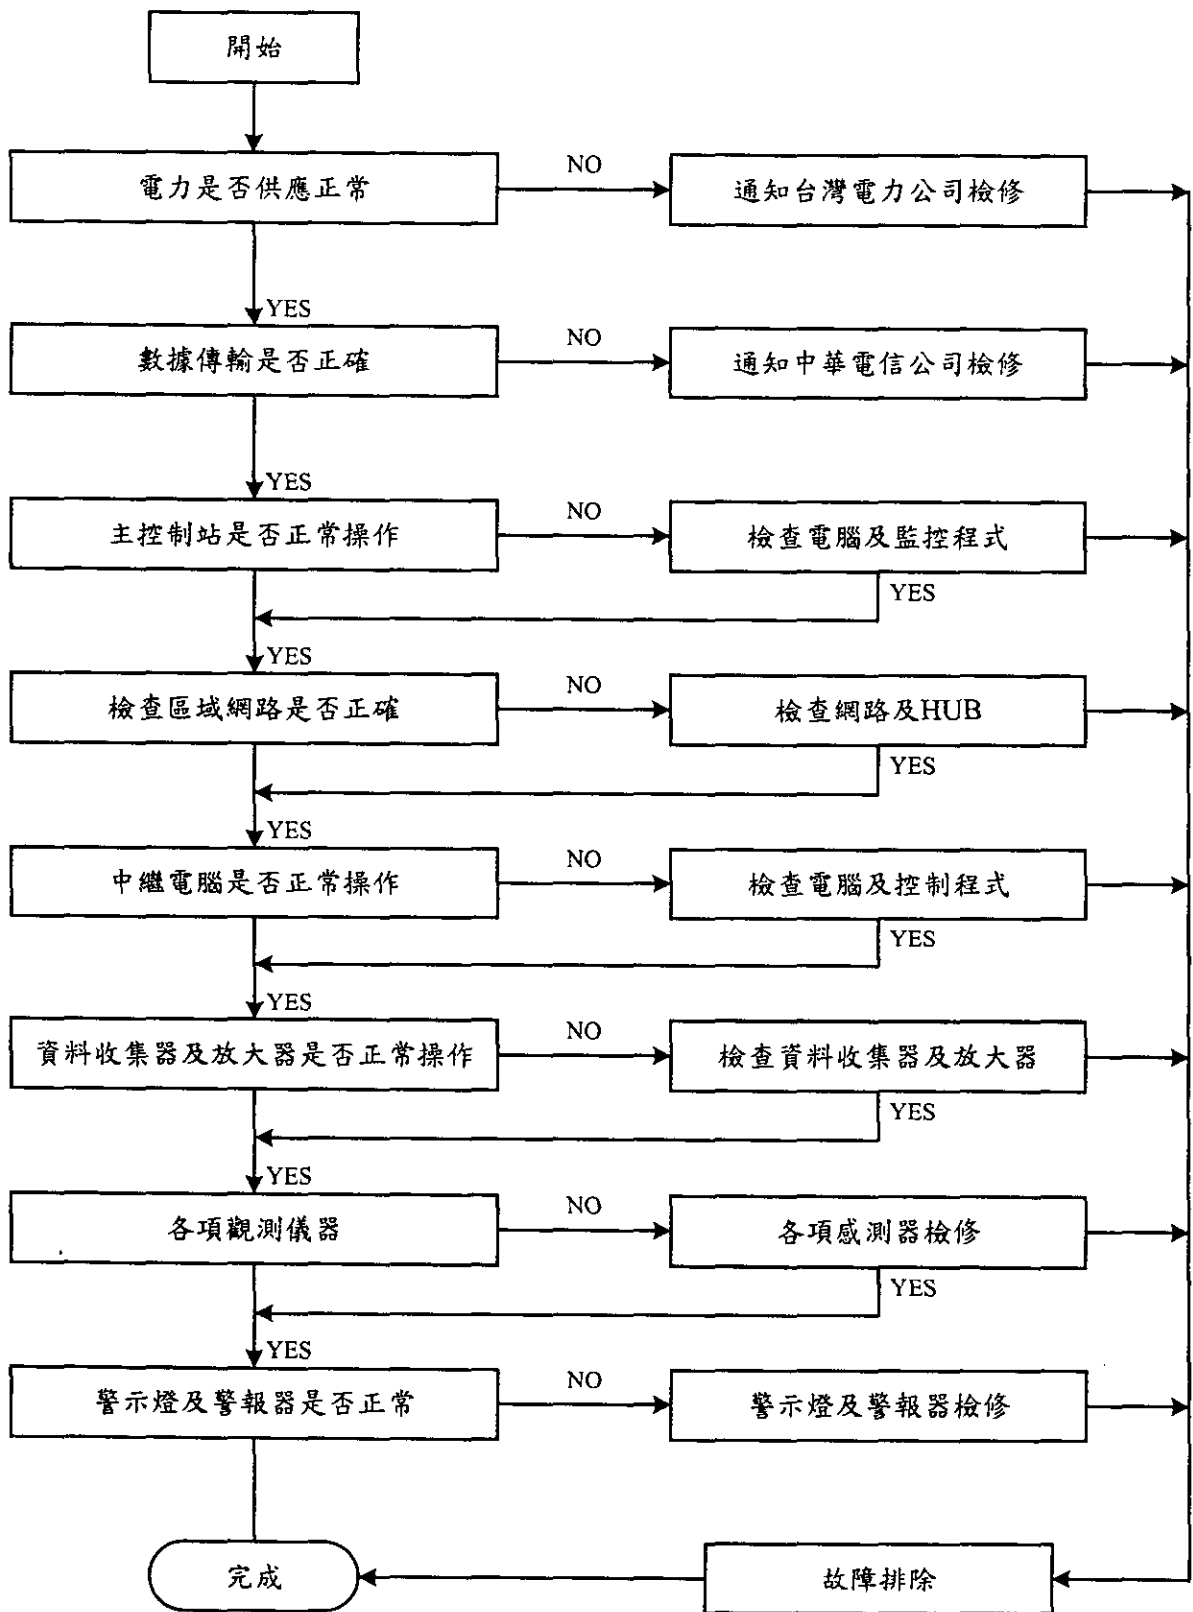 開始
電力是否供應正常
NO
通知台灣電力公司檢修
YES
數據傳輸是否正確
NO
通知中華電信公司檢修
YES
主控制站是否正常操作
NO
檢查電腦及監控程式
YES
YES
檢查區域網路是否正確
NO
檢查網路及HUB
YES
YES
中繼電腦是否正常操作
NO
檢查電腦及控制程式
YES
YES
資料收集器及放大器是否正常操作
NO
檢查資料收集器及放大器
YES
YES
各項觀測儀器
NO
各項感測器檢修
YES
YES
警示燈及警報器是否正常
NO
警示燈及警報器檢修
完成
故障排除